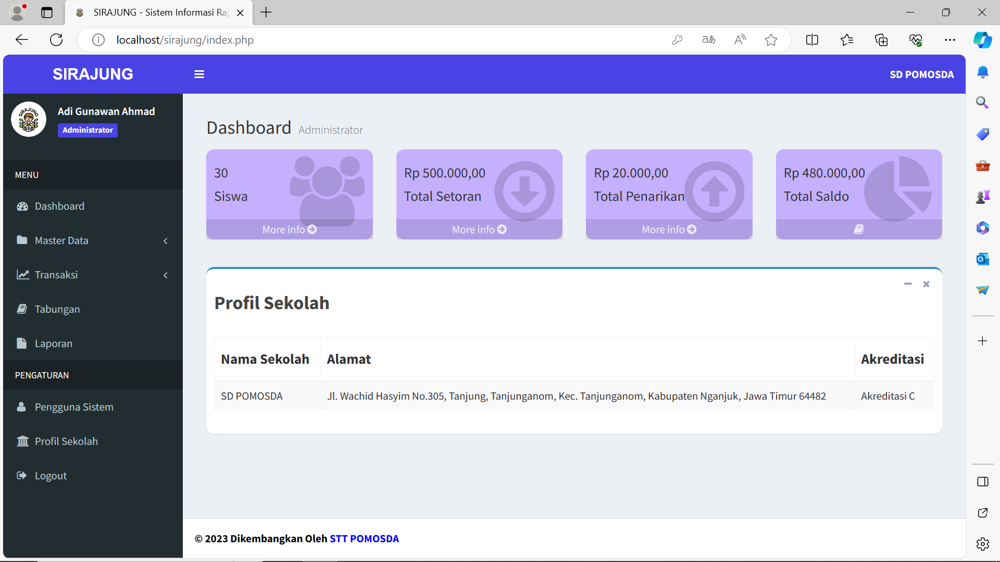 SIRAJUNG - Sistem Informasi Raj
localhost/sirajung/index.php
SIRAJUNG
SD POMOSDA
SIRAJUNG
Adi Gunawan Ahmad
Administrator
MENU
Dashboard
Master Data
Transaksi
Tabungan
Laporan
PENGATURAN
Pengguna Sistem
Profil Sekolah
Logout
Dashboard Administrator
30
Siswa
More info
Rp 500.000,00
Total Setoran
More info
Rp 20.000,00
Total Penarikan
More info
Rp 480.000,00
Total Saldo
Profil Sekolah
Nama Sekolah Alamat Akreditasi
SD POMOSDA Jl. Wachid Hasyim No.305, Tanjung, Tanjunganom, Kec. Tanjunganom, Kabupaten Nganjuk, Jawa Timur 64482 Akreditasi C
© 2023 Dikembangkan Oleh STT POMOSDA